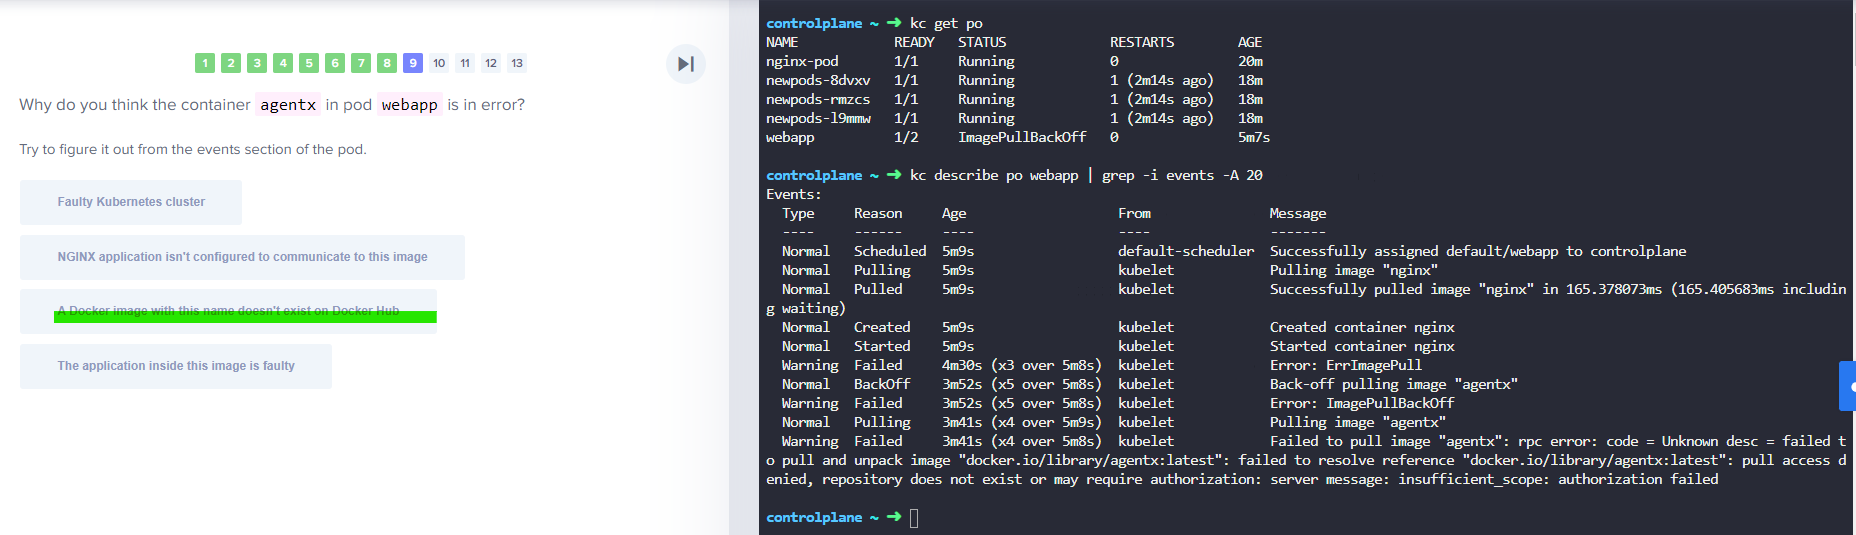 1 2 3 4 5 6 7 8 9 10 11 12 13
Why do you think the container agentx in pod webapp is in error?
Try to figure it out from the events section of the pod.
Faulty Kubernetes cluster
NGINX application isn't configured to communicate to this image
A Docker image with this name doesn't exist on Docker Hub
The application inside this image is faulty
controlplane ~ ➜ kc get po
NAME READY STATUS RESTARTS AGE
nginx-pod 1/1 Running 0 20m
newpods-8dvxv 1/1 Running 1 (2m14s ago) 18m
newpods-rmzcs 1/1 Running 1 (2m14s ago) 18m
newpods-l9mmw 1/1 Running 1 (2m14s ago) 18m
webapp 1/2 ImagePullBackOff 0 5m7s
controlplane ~ ➜ kc describe po webapp | grep -i events -A 20
Events:
Type Reason Age From Message
---- ------ ---- ---- -------
Normal Scheduled 5m9s default-scheduler Successfully assigned default/webapp to controlplane
Normal Pulling 5m9s kubelet Pulling image "nginx"
Normal Pulled 5m9s kubelet Successfully pulled image "nginx" in 165.378073ms (165.405683ms includin
g waiting)
Normal Created 5m9s kubelet Created container nginx
Normal Started 5m9s kubelet Started container nginx
Warning Failed 4m30s (x3 over 5m8s) kubelet Error: ErrImagePull
Normal BackOff 3m52s (x5 over 5m8s) kubelet Back-off pulling image "agentx"
Warning Failed 3m52s (x5 over 5m8s) kubelet Error: ImagePullBackOff
Normal Pulling 3m41s (x4 over 5m9s) kubelet Pulling image "agentx"
Warning Failed 3m41s (x4 over 5m8s) kubelet Failed to pull image "agentx": rpc error: code = Unknown desc = failed t
o pull and unpack image "docker.io/library/agentx:latest": failed to resolve reference "docker.io/library/agentx:latest": pull access d
enied, repository does not exist or may require authorization: server message: insufficient_scope: authorization failed
controlplane ~ ➜